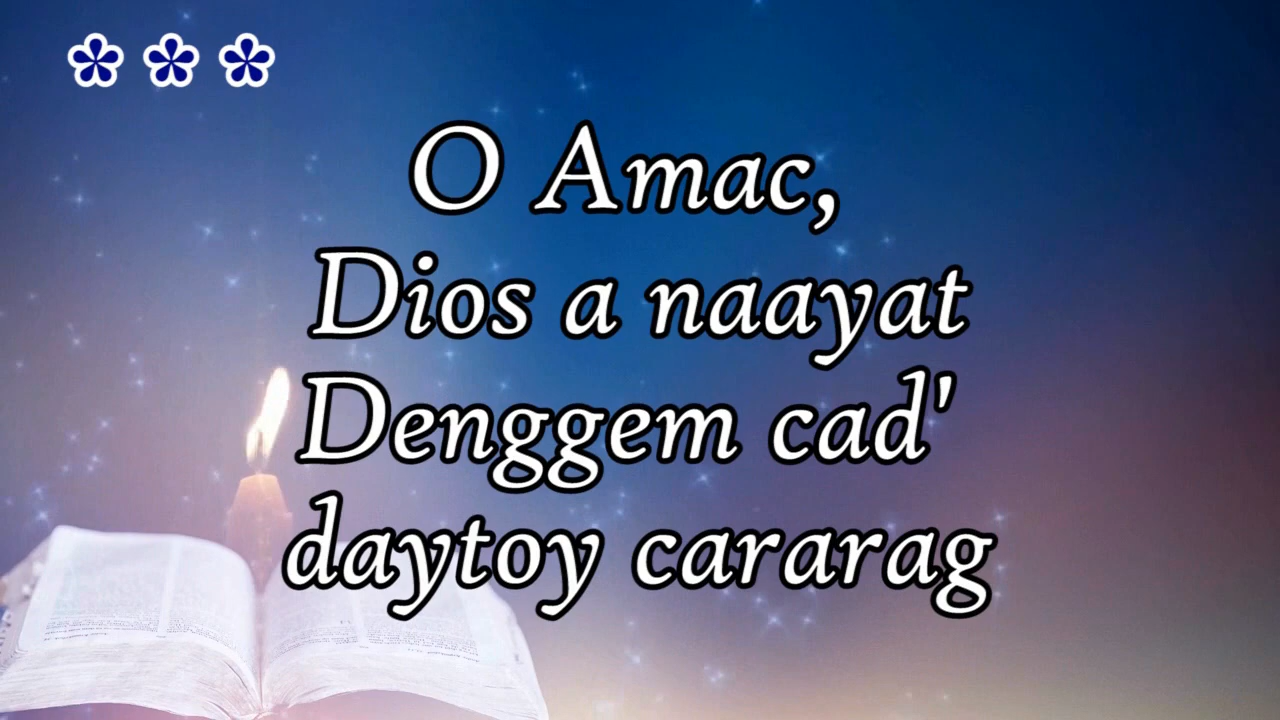 O Amac,
Dios a naayat
Denggem cad'
daytoy cararag